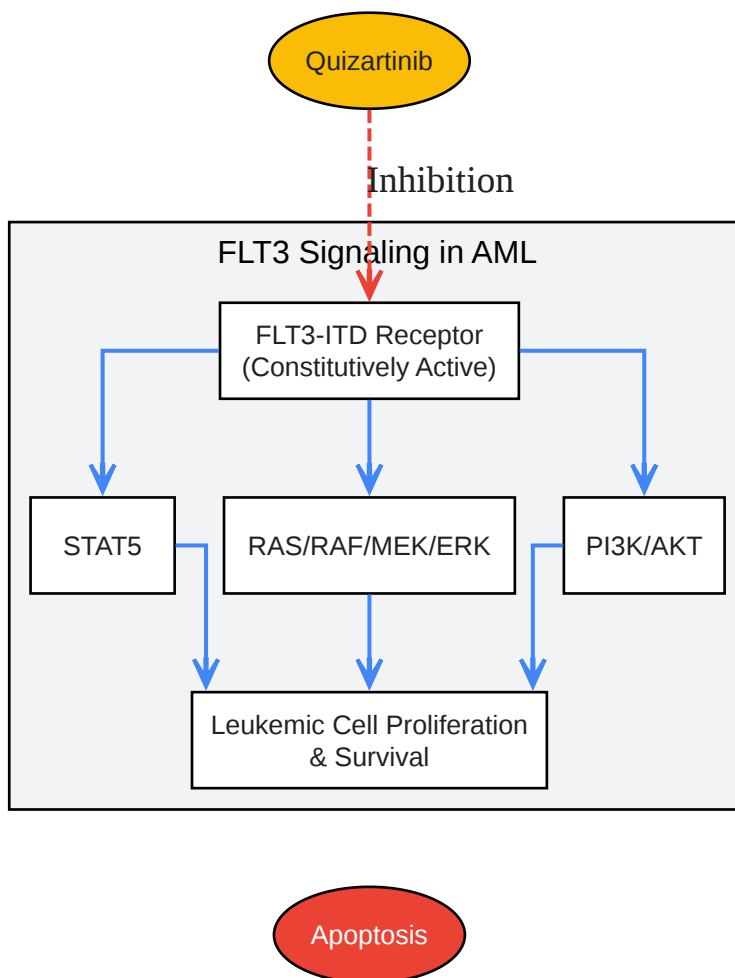 Quizartinib
Inhibition
FLT3 Signaling in AML
FLT3-ITD Receptor
(Constitutively Active)
STAT5
RAS/RAF/MEK/ERK
PI3K/AKT
Leukemic Cell Proliferation
& Survival
Apoptosis